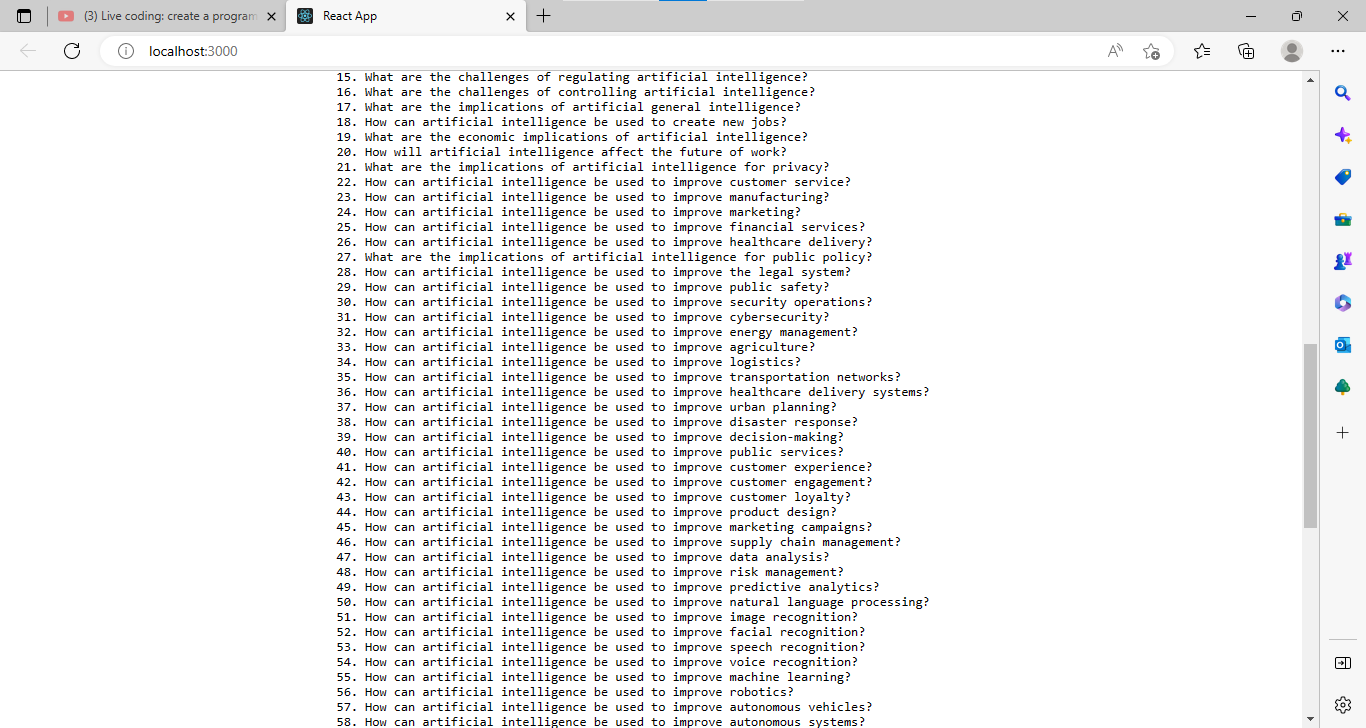 (3) Live coding: create a program
React App
localhost:3000
15. What are the challenges of regulating artificial intelligence?
16. What are the challenges of controlling artificial intelligence?
17. What are the implications of artificial general intelligence?
18. How can artificial intelligence be used to create new jobs?
19. What are the economic implications of artificial intelligence?
20. How will artificial intelligence affect the future of work?
21. What are the implications of artificial intelligence for privacy?
22. How can artificial intelligence be used to improve customer service?
23. How can artificial intelligence be used to improve manufacturing?
24. How can artificial intelligence be used to improve marketing?
25. How can artificial intelligence be used to improve financial services?
26. How can artificial intelligence be used to improve healthcare delivery?
27. What are the implications of artificial intelligence for public policy?
28. How can artificial intelligence be used to improve the legal system?
29. How can artificial intelligence be used to improve public safety?
30. How can artificial intelligence be used to improve security operations?
31. How can artificial intelligence be used to improve cybersecurity?
32. How can artificial intelligence be used to improve energy management?
33. How can artificial intelligence be used to improve agriculture?
34. How can artificial intelligence be used to improve logistics?
35. How can artificial intelligence be used to improve transportation networks?
36. How can artificial intelligence be used to improve healthcare delivery systems?
37. How can artificial intelligence be used to improve urban planning?
38. How can artificial intelligence be used to improve disaster response?
39. How can artificial intelligence be used to improve decision-making?
40. How can artificial intelligence be used to improve public services?
41. How can artificial intelligence be used to improve customer experience?
42. How can artificial intelligence be used to improve customer engagement?
43. How can artificial intelligence be used to improve customer loyalty?
44. How can artificial intelligence be used to improve product design?
45. How can artificial intelligence be used to improve marketing campaigns?
46. How can artificial intelligence be used to improve supply chain management?
47. How can artificial intelligence be used to improve data analysis?
48. How can artificial intelligence be used to improve risk management?
49. How can artificial intelligence be used to improve predictive analytics?
50. How can artificial intelligence be used to improve natural language processing?
51. How can artificial intelligence be used to improve image recognition?
52. How can artificial intelligence be used to improve facial recognition?
53. How can artificial intelligence be used to improve speech recognition?
54. How can artificial intelligence be used to improve voice recognition?
55. How can artificial intelligence be used to improve machine learning?
56. How can artificial intelligence be used to improve robotics?
57. How can artificial intelligence be used to improve autonomous vehicles?
58. How can artificial intelligence be used to improve autonomous systems?